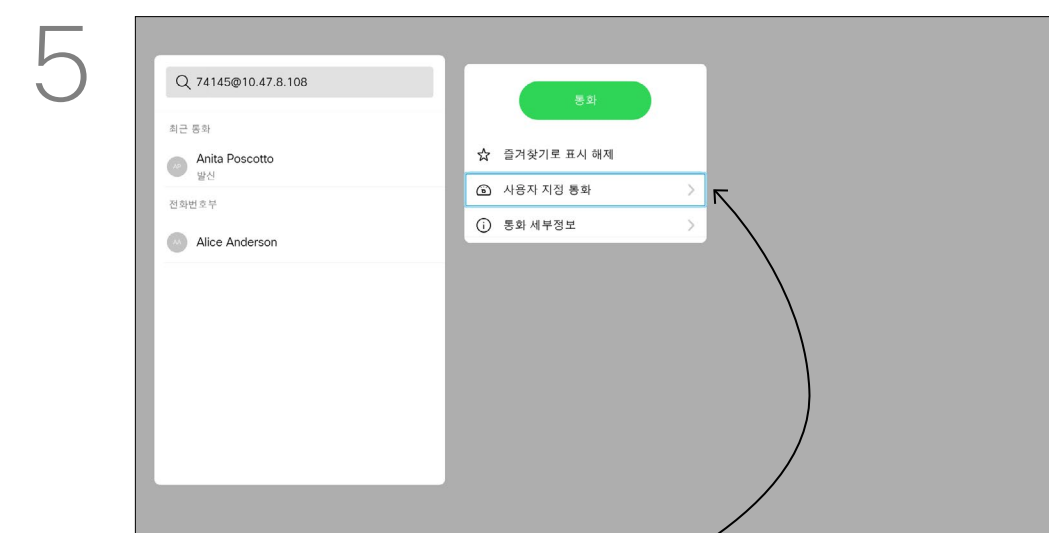 5
74145@10.47.8.108
최근 통화
AP
Anita Poscotto
발신
전화번호부
AA
Alice Anderson
통화
즐겨찾기로 표시 해제
사용자 지정 통화
통화 세부정보